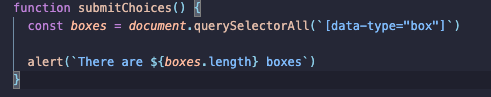 function submitChoices() {
  const boxes = document.querySelectorAll(`[data-type="box"]`)

  alert(`There are ${boxes.length} boxes`)
}